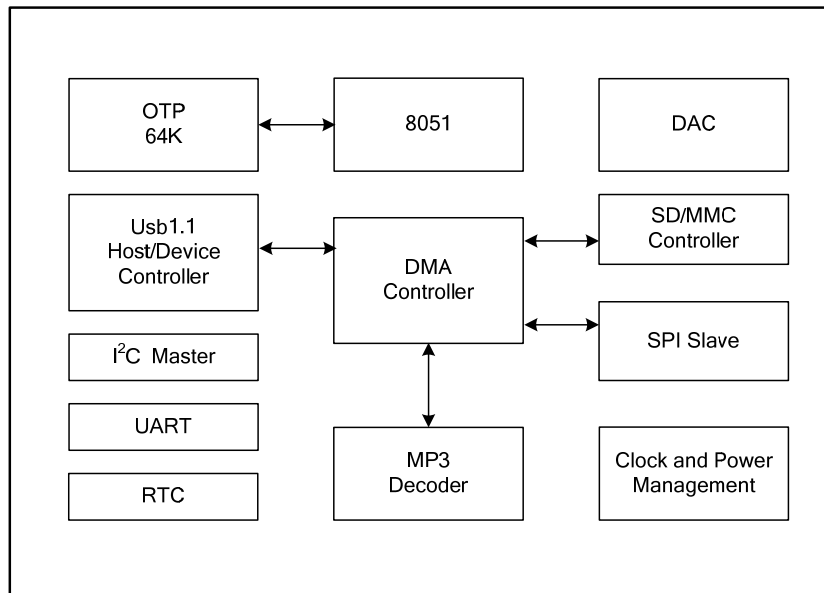 OTP
64K
8051
DAC
Usb1.1
Host/Device
Controller
DMA
Controller
SD/MMC
Controller
SPI Slave
I²C Master
UART
RTC
MP3
Decoder
Clock and Power
Management